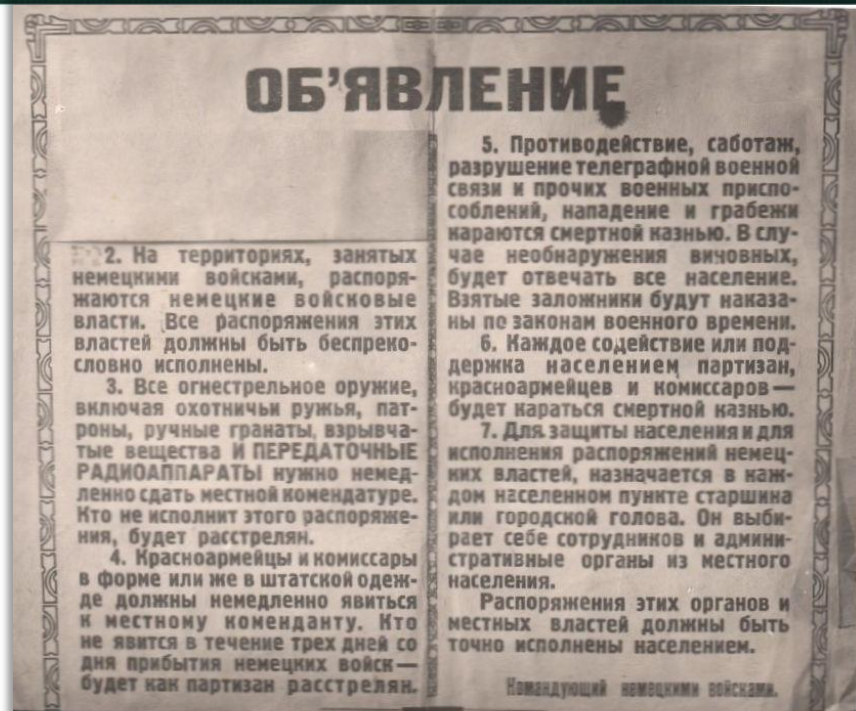 ОБ’ЯВЛЕНИЕ
2. На территориях, занятых
немецкими войсками, распоря-
жаются немецкие войсковые
власти. Все распоряжения этих
властей должны быть беспреко-
словно исполнены.
3. Все огнестрельное оружие,
включая охотничьи ружья, пат-
роны, ручные гранаты, взрывча-
тые вещества И ПЕРЕДАТОЧНЫЕ
РАДИОАППАРАТЫ нужно немед-
ленно сдать местной комендатуре.
Кто не исполнит этого распоряже-
ния, будет расстрелян.
4. Красноармейцы и комиссары
в форме или же в штатской одеж-
де должны немедленно явиться
к местному коменданту. Кто
не явится в течение трех дней со
дня прибытия немецких войск—
будет как партизан расстрелян.
5. Противодействие, саботаж,
разрушение телеграфной военной
связи и прочих военных приспо-
соблений, нападение и грабежи
караются смертной казнью. В слу-
чае необнаружения виновных,
будет отвечать все население.
Взятые заложники будут наказа-
ны по законам военного времени.
6. Каждое содействие или под-
держка населением партизан,
красноармейцев и комиссаров—
будет караться смертной казнью.
7. Для защиты населения и для
исполнения распоряжений немец-
ких властей, назначается в каж-
дом населенном пункте старшина
или городской голова. Он выби-
рает себе сотрудников и админи-
стративные органы из местного
населения.
Распоряжения этих органов и
местных властей должны быть
точно исполнены населением.
Командующий немецкими войсками.